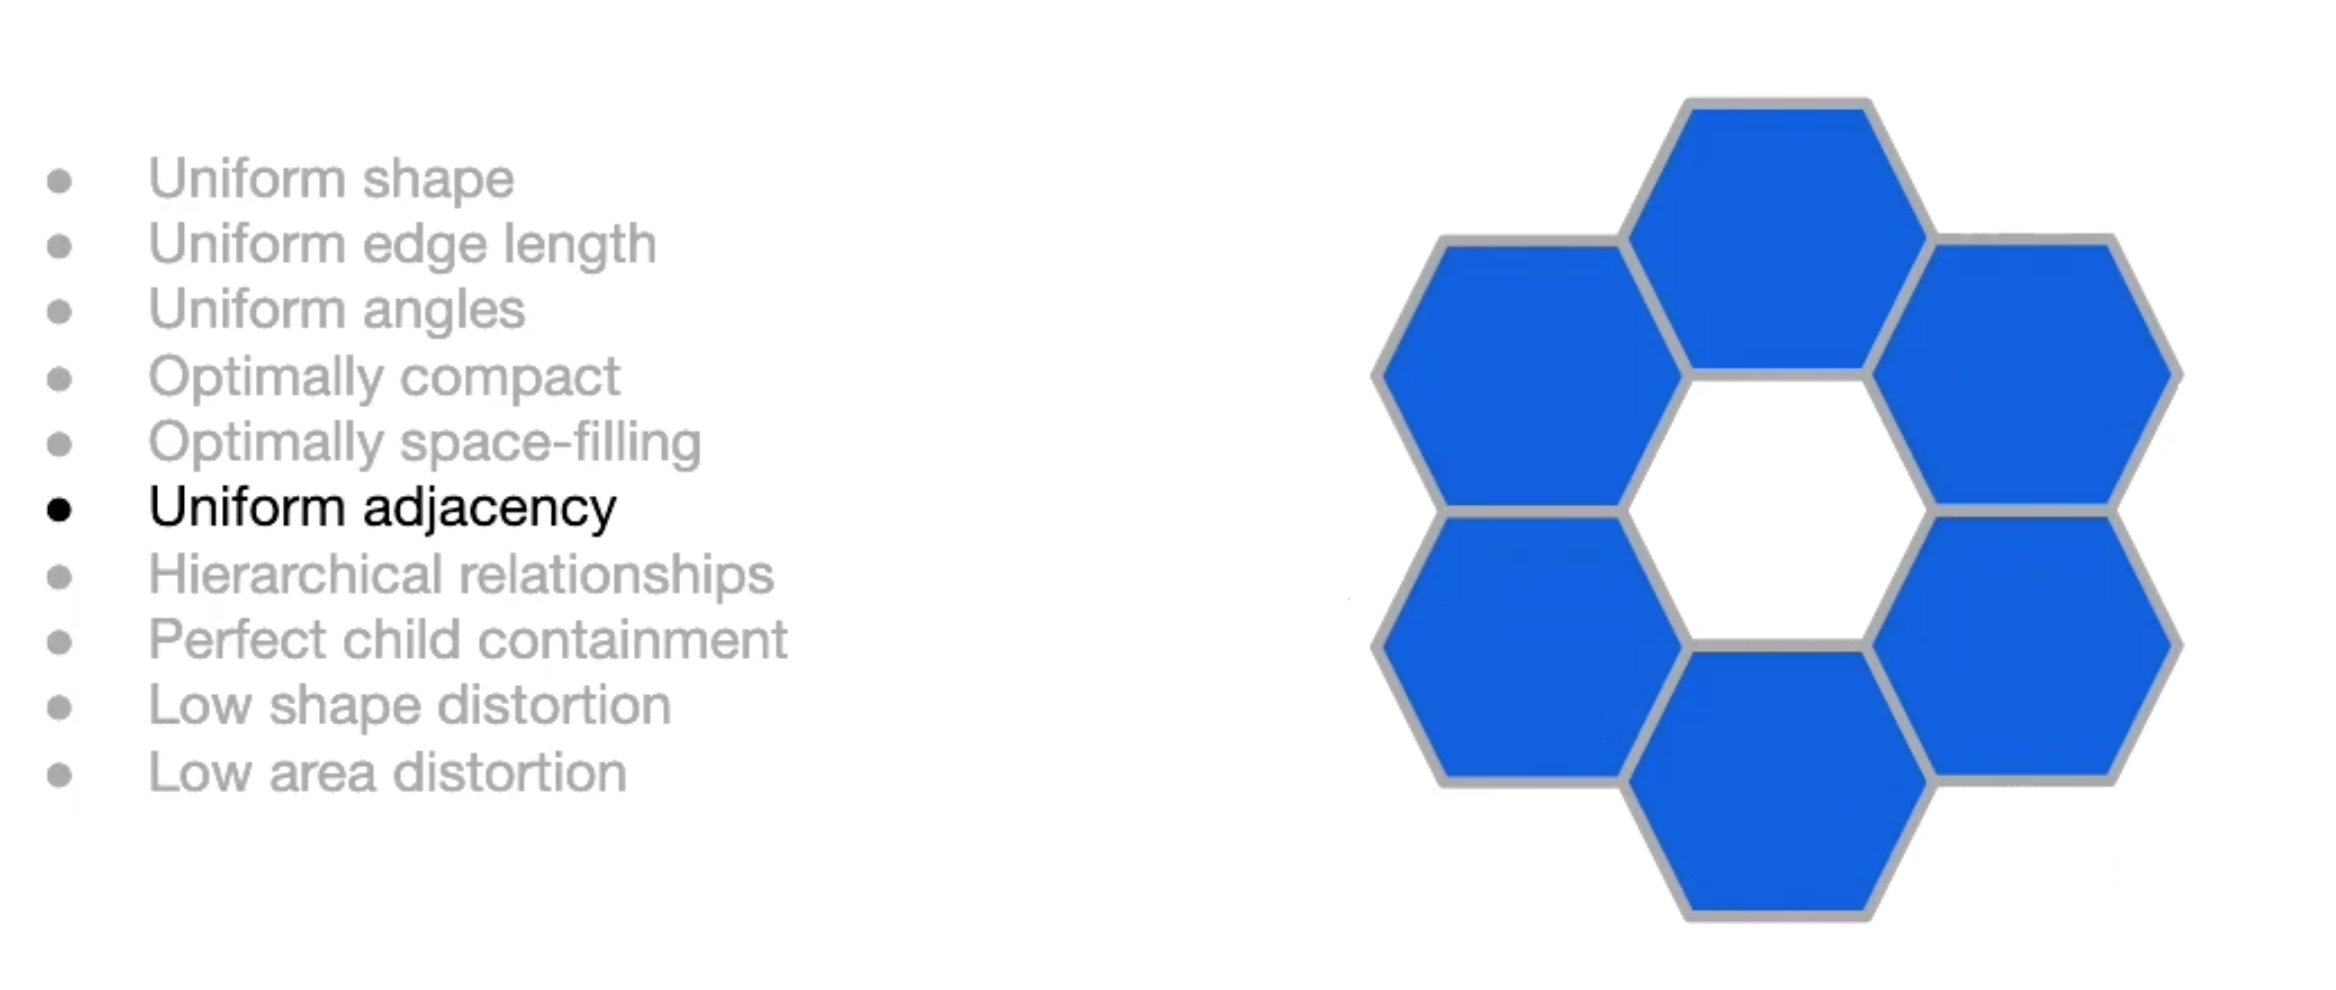 Uniform shape
Uniform edge length
Uniform angles
Optimally compact
Optimally space-filling
Uniform adjacency
Hierarchical relationships
Perfect child containment
Low shape distortion
Low area distortion